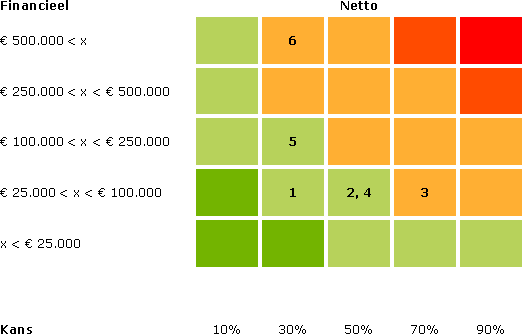 Financieel Netto
€ 500.000 < x 6
€ 250.000 < x < € 500.000
€ 100.000 < x < € 250.000 5
€ 25.000 < x < € 100.000 1 2, 4 3
x < € 25.000
Kans 10% 30% 50% 70% 90%